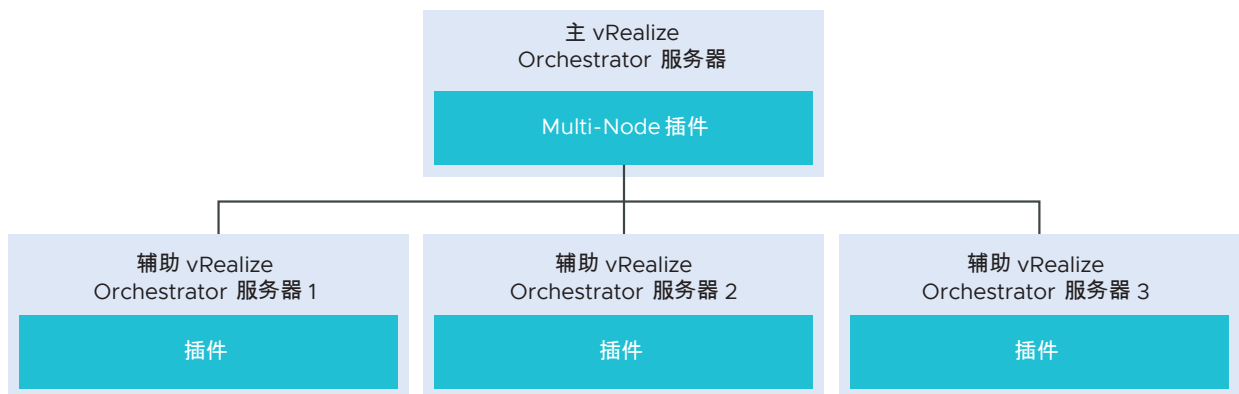 主 vRealize
Orchestrator 服务器
Multi-Node 插件
辅助 vRealize
Orchestrator 服务器 1
插件
辅助 vRealize
Orchestrator 服务器 2
插件
辅助 vRealize
Orchestrator 服务器 3
插件